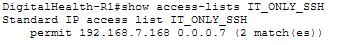 DigitalHealth-R1#show access-lists IT_ONLY_SSH
Standard IP access list IT_ONLY_SSH
    permit 192.168.7.168 0.0.0.7 (2 match(es))